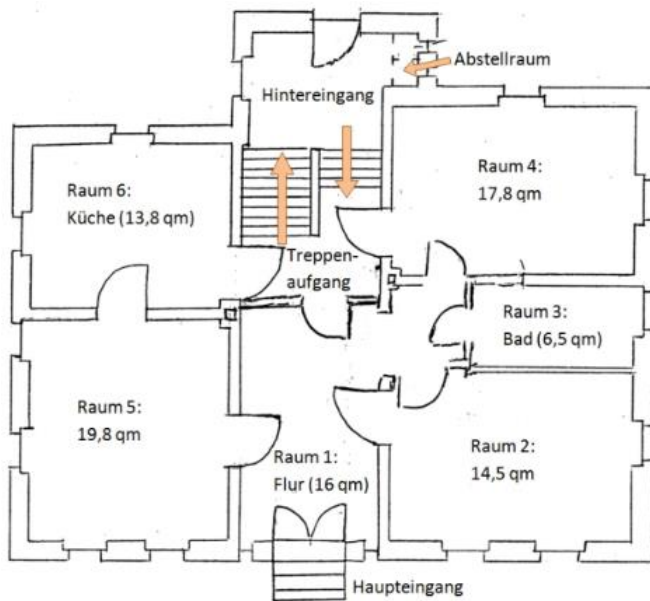 Abstellraum
Hintereingang
Raum 4:
17,8 qm
Raum 6:
Küche (13,8 qm)
Treppen-
aufgang
Raum 3:
Bad (6,5 qm)
Raum 5:
19,8 qm
Raum 1:
Flur (16 qm)
Raum 2:
14,5 qm
Haupteingang